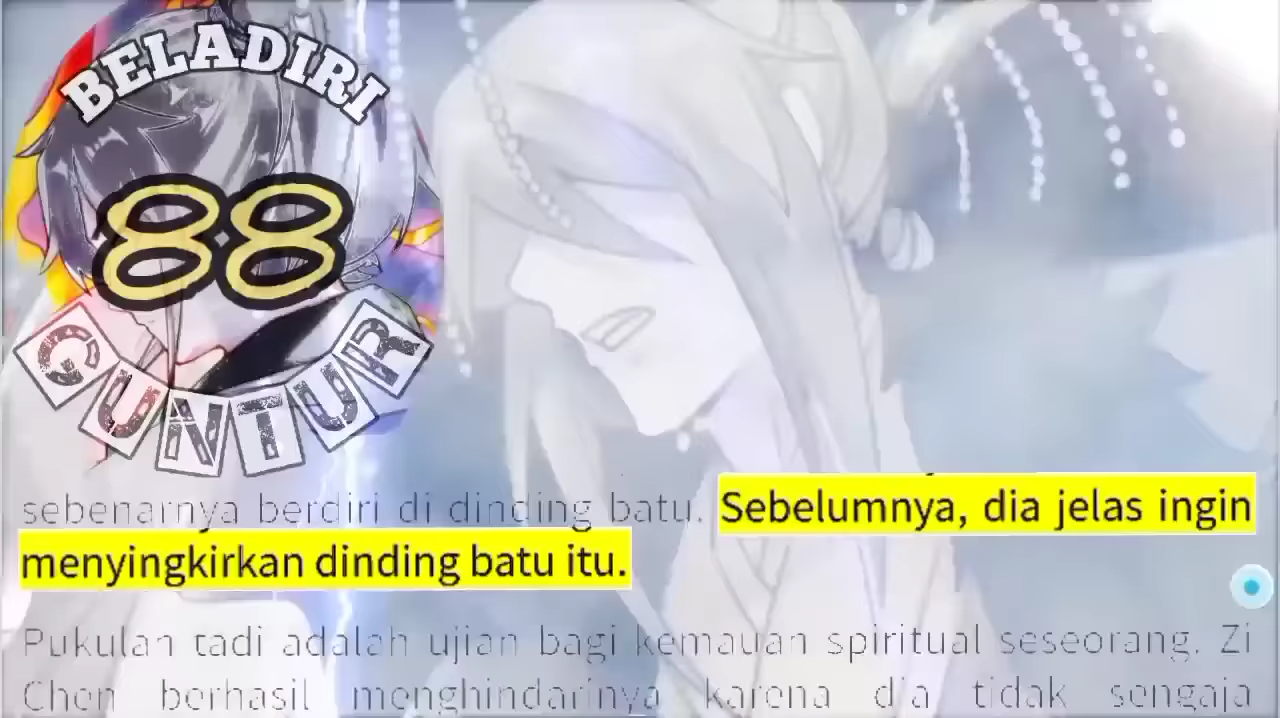 BELADIRI
88
GUNTUR
sebenarnya berdiri di dinding batu. Sebelumnya, dia jelas ingin
menyingkirkan dinding batu itu.
Pukulan tadi adalah ujian bagi kemauan spiritual seseorang. Zi
Chen berhasil menghindarinya karena dia tidak sengaja